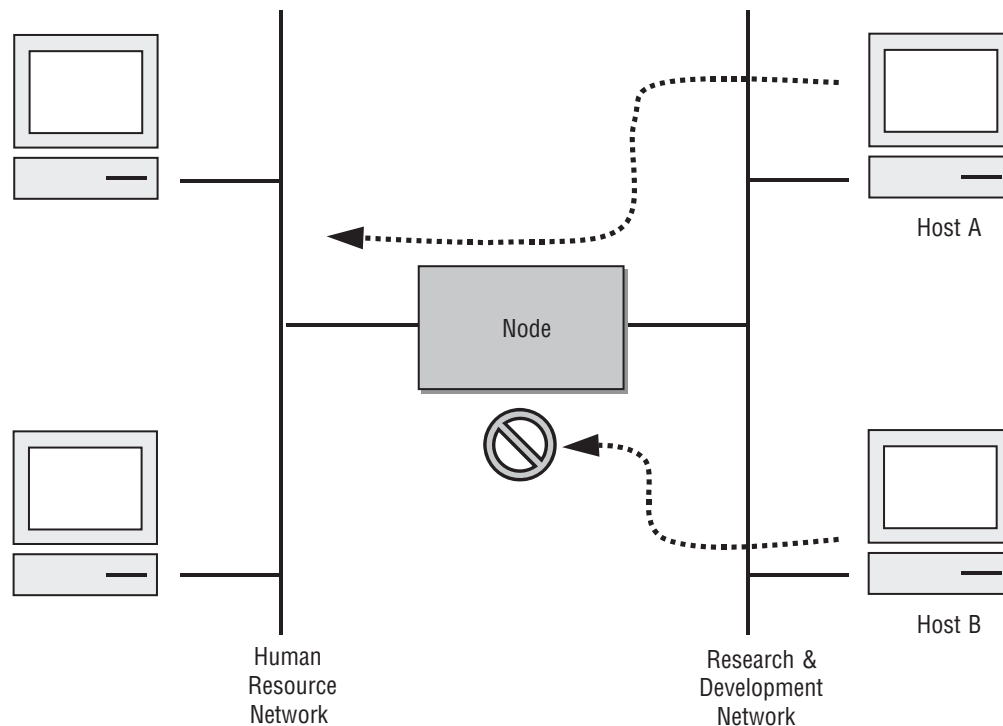 Host A
Node
Host B
Human
Resource
Network
Research &
Development
Network